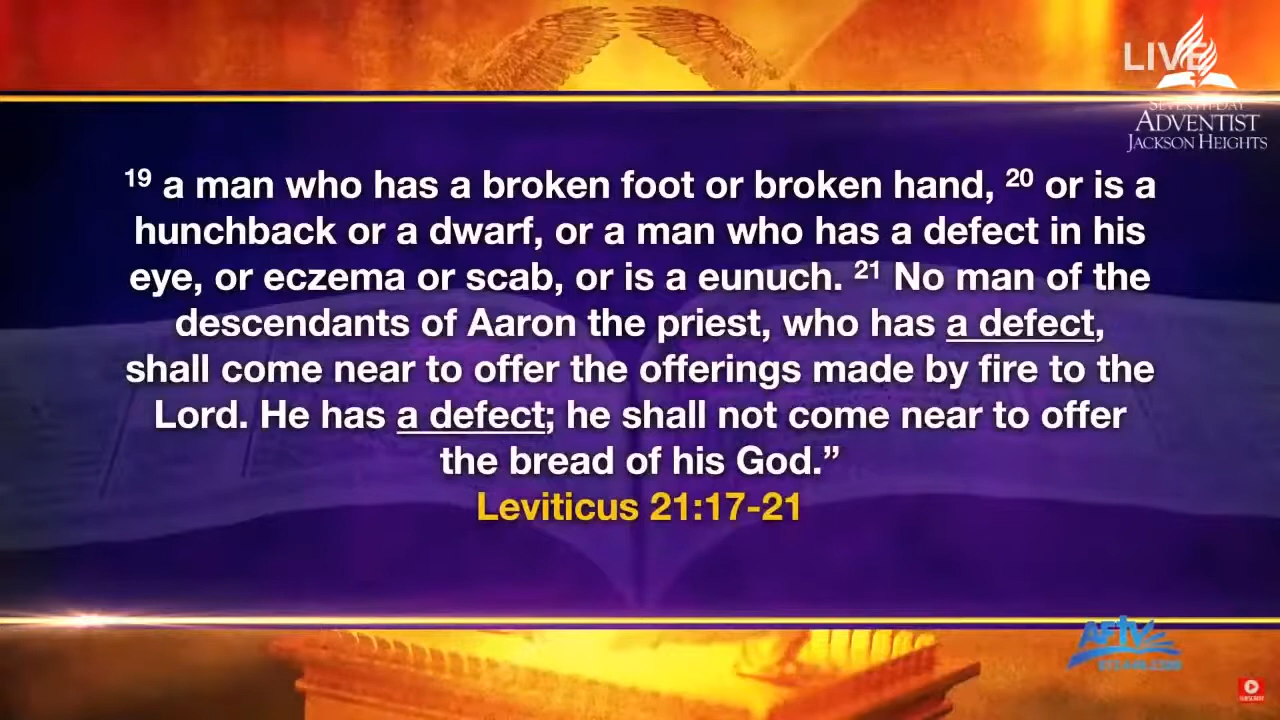 LIVE
SEVENTH-DAY
ADVENTIST
JACKSON HEIGHTS
19 a man who has a broken foot or broken hand, 20 or is a
hunchback or a dwarf, or a man who has a defect in his
eye, or eczema or scab, or is a eunuch. 21 No man of the
descendants of Aaron the priest, who has a defect,
shall come near to offer the offerings made by fire to the
Lord. He has a defect; he shall not come near to offer
the bread of his God.”
Leviticus 21:17-21
AFTV
SUBSCRIBE